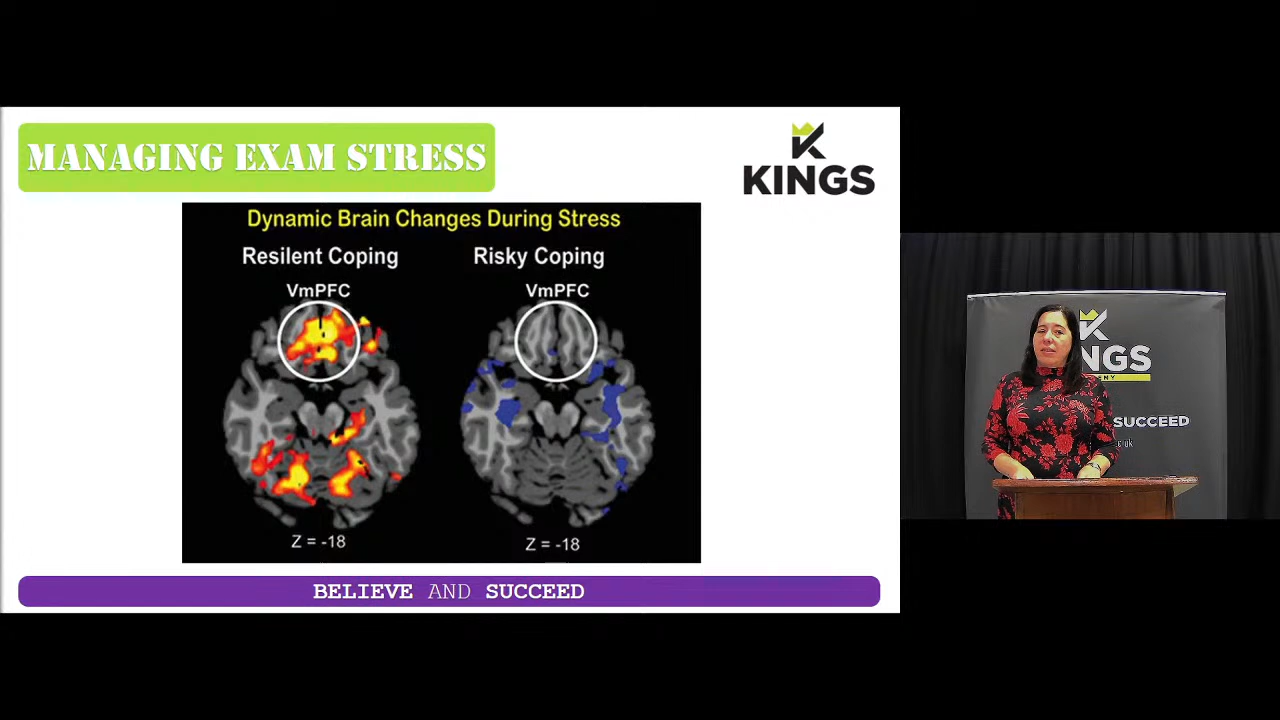 MANAGING EXAM STRESS
KINGS
Dynamic Brain Changes During Stress
Resilent Coping
Risky Coping
VmPFC
VmPFC
Z = -18
Z = -18
BELIEVE AND SUCCEED
INGS
SUCCEED